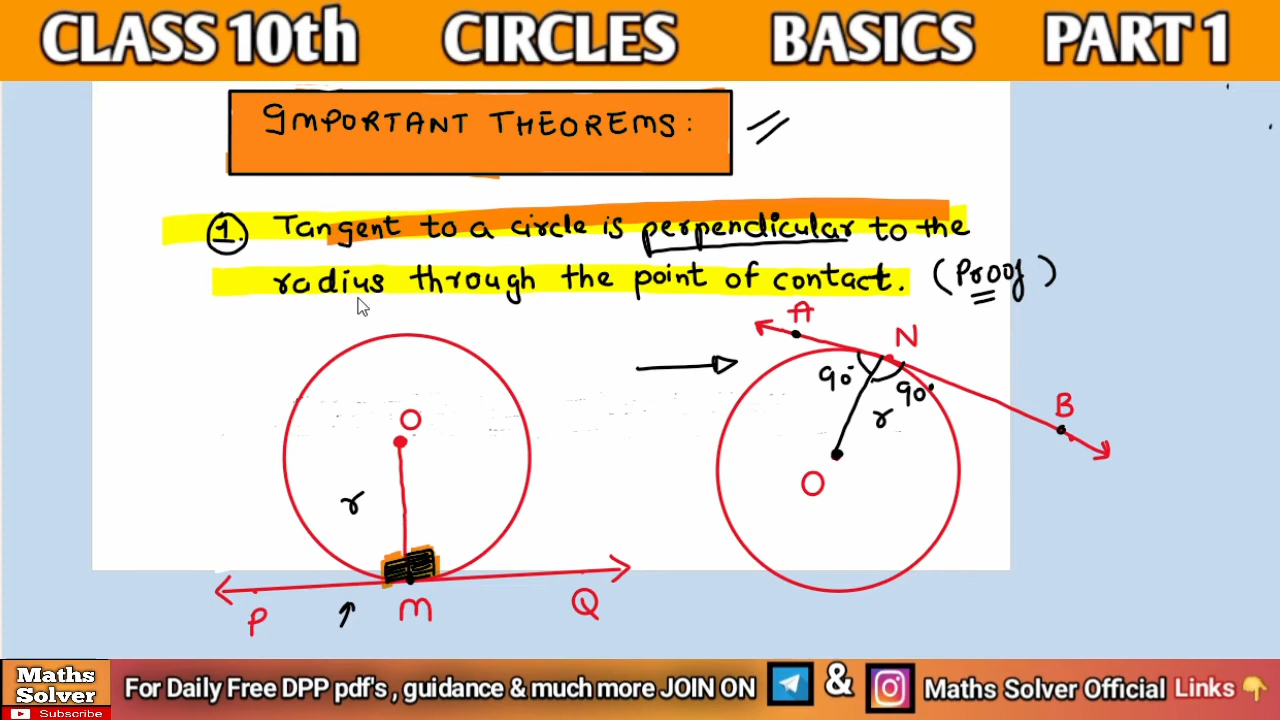 CLASS 10th CIRCLES BASICS PART 1
IMPORTANT THEOREMS:
1. Tangent to a circle is perpendicular to the
radius through the point of contact. (Proof)
A
N
90°
90°
r
B
O
O
r
P
M
Q
Maths
Solver
Subscribe
For Daily Free DPP pdf's , guidance & much more JOIN ON & Maths Solver Official Links 👇